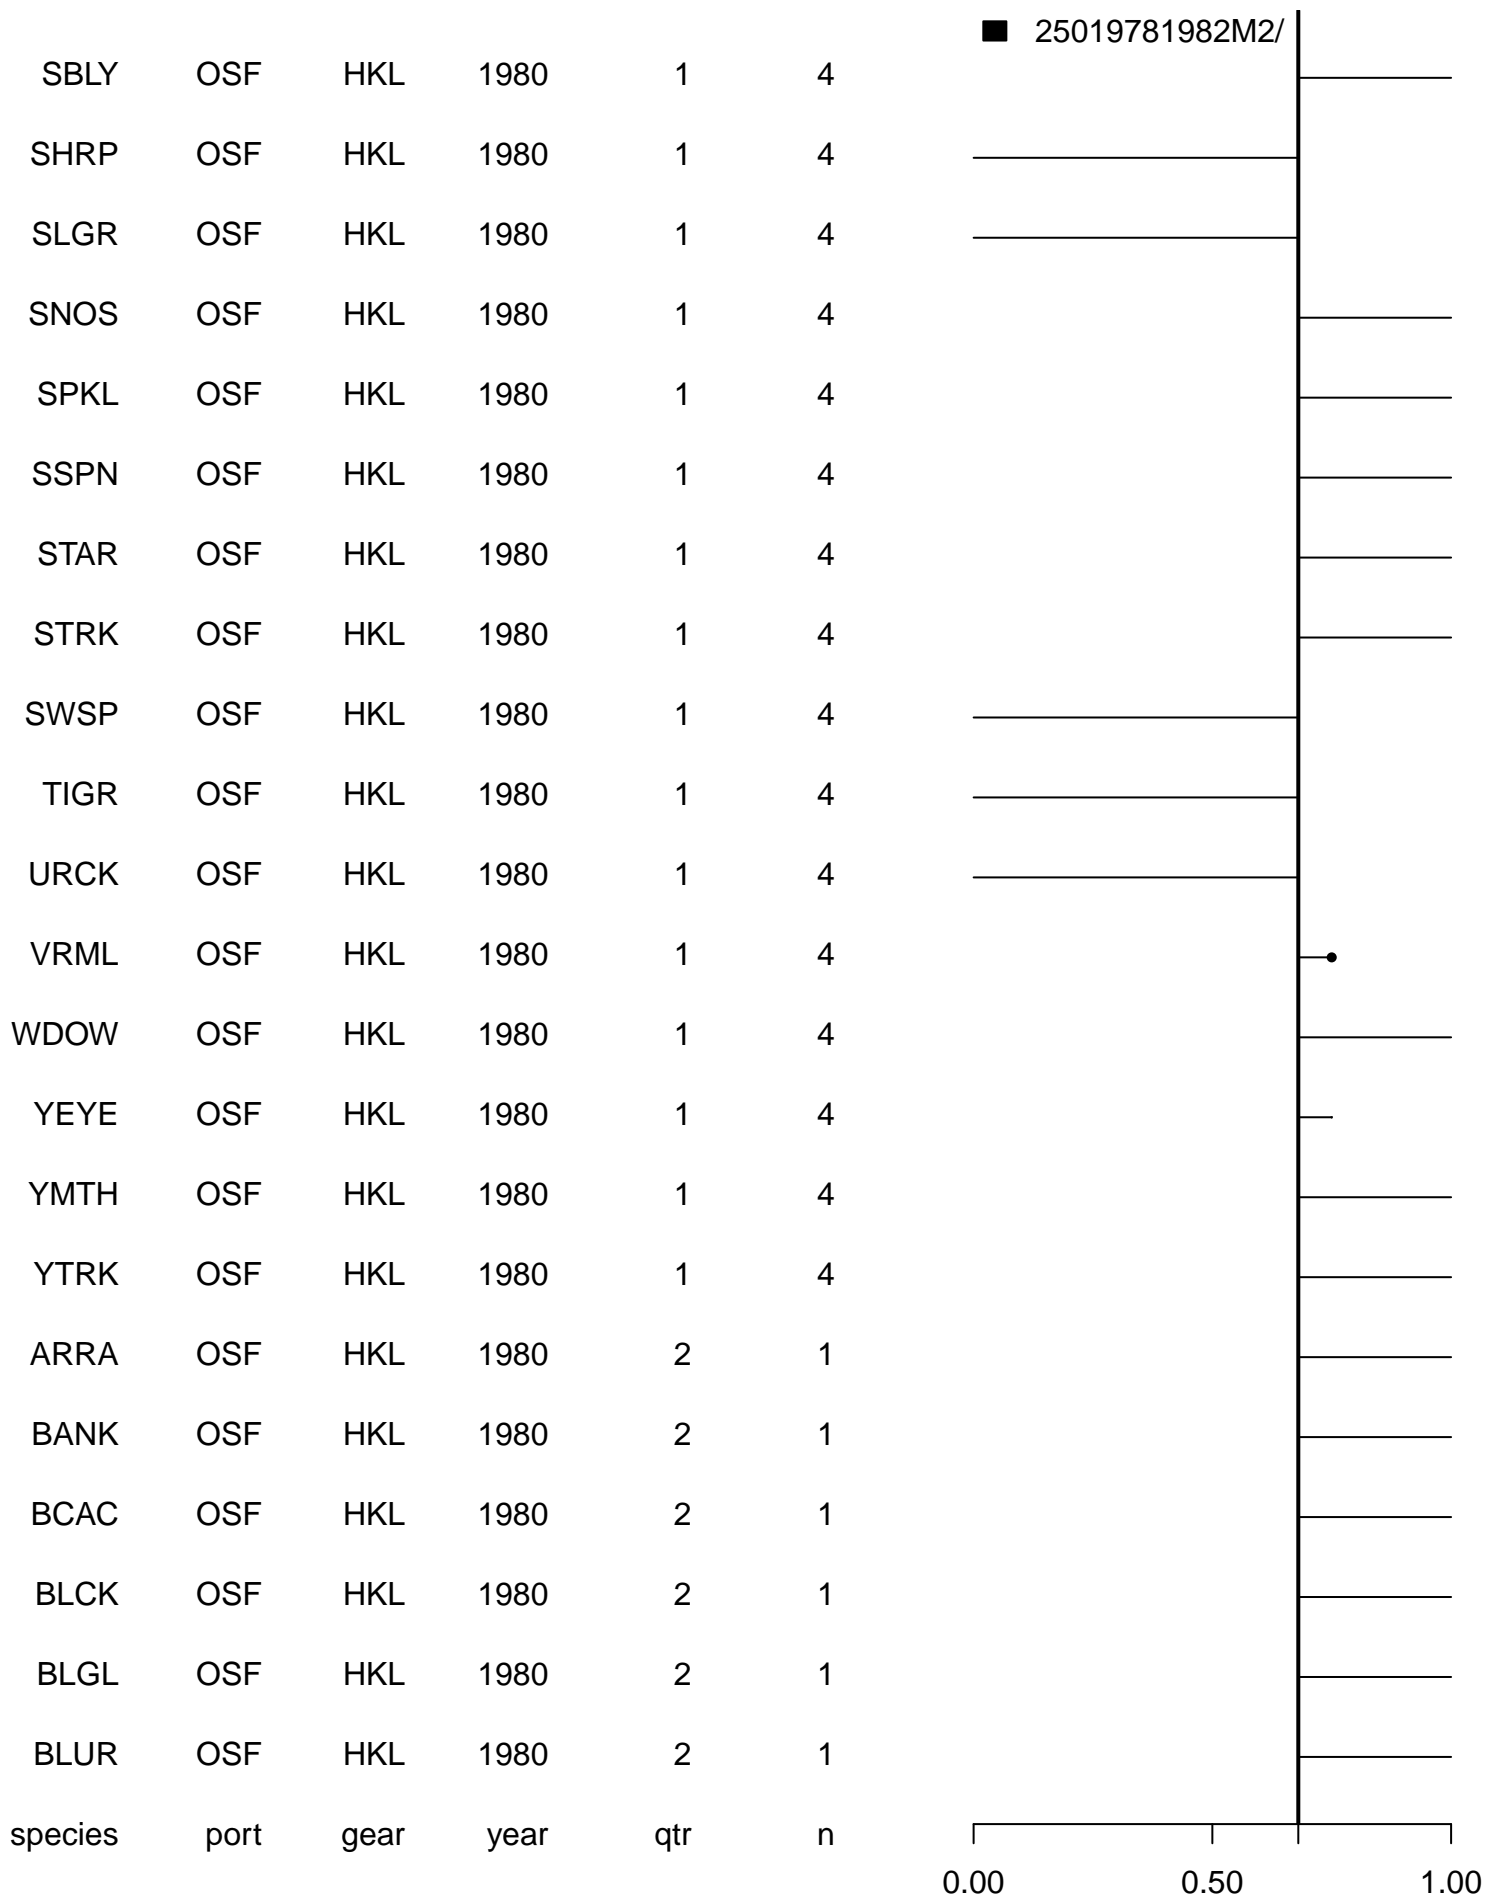 25019781982M2/
SBLY OSF HKL 1980 1 4
SHRP OSF HKL 1980 1 4
SLGR OSF HKL 1980 1 4
SNOS OSF HKL 1980 1 4
SPKL OSF HKL 1980 1 4
SSPN OSF HKL 1980 1 4
STAR OSF HKL 1980 1 4
STRK OSF HKL 1980 1 4
SWSP OSF HKL 1980 1 4
TIGR OSF HKL 1980 1 4
URCK OSF HKL 1980 1 4
VRML OSF HKL 1980 1 4
WDOW OSF HKL 1980 1 4
YEYE OSF HKL 1980 1 4
YMTH OSF HKL 1980 1 4
YTRK OSF HKL 1980 1 4
ARRA OSF HKL 1980 2 1
BANK OSF HKL 1980 2 1
BCAC OSF HKL 1980 2 1
BLCK OSF HKL 1980 2 1
BLGL OSF HKL 1980 2 1
BLUR OSF HKL 1980 2 1
species port gear year qtr n
0.00 0.50 1.00